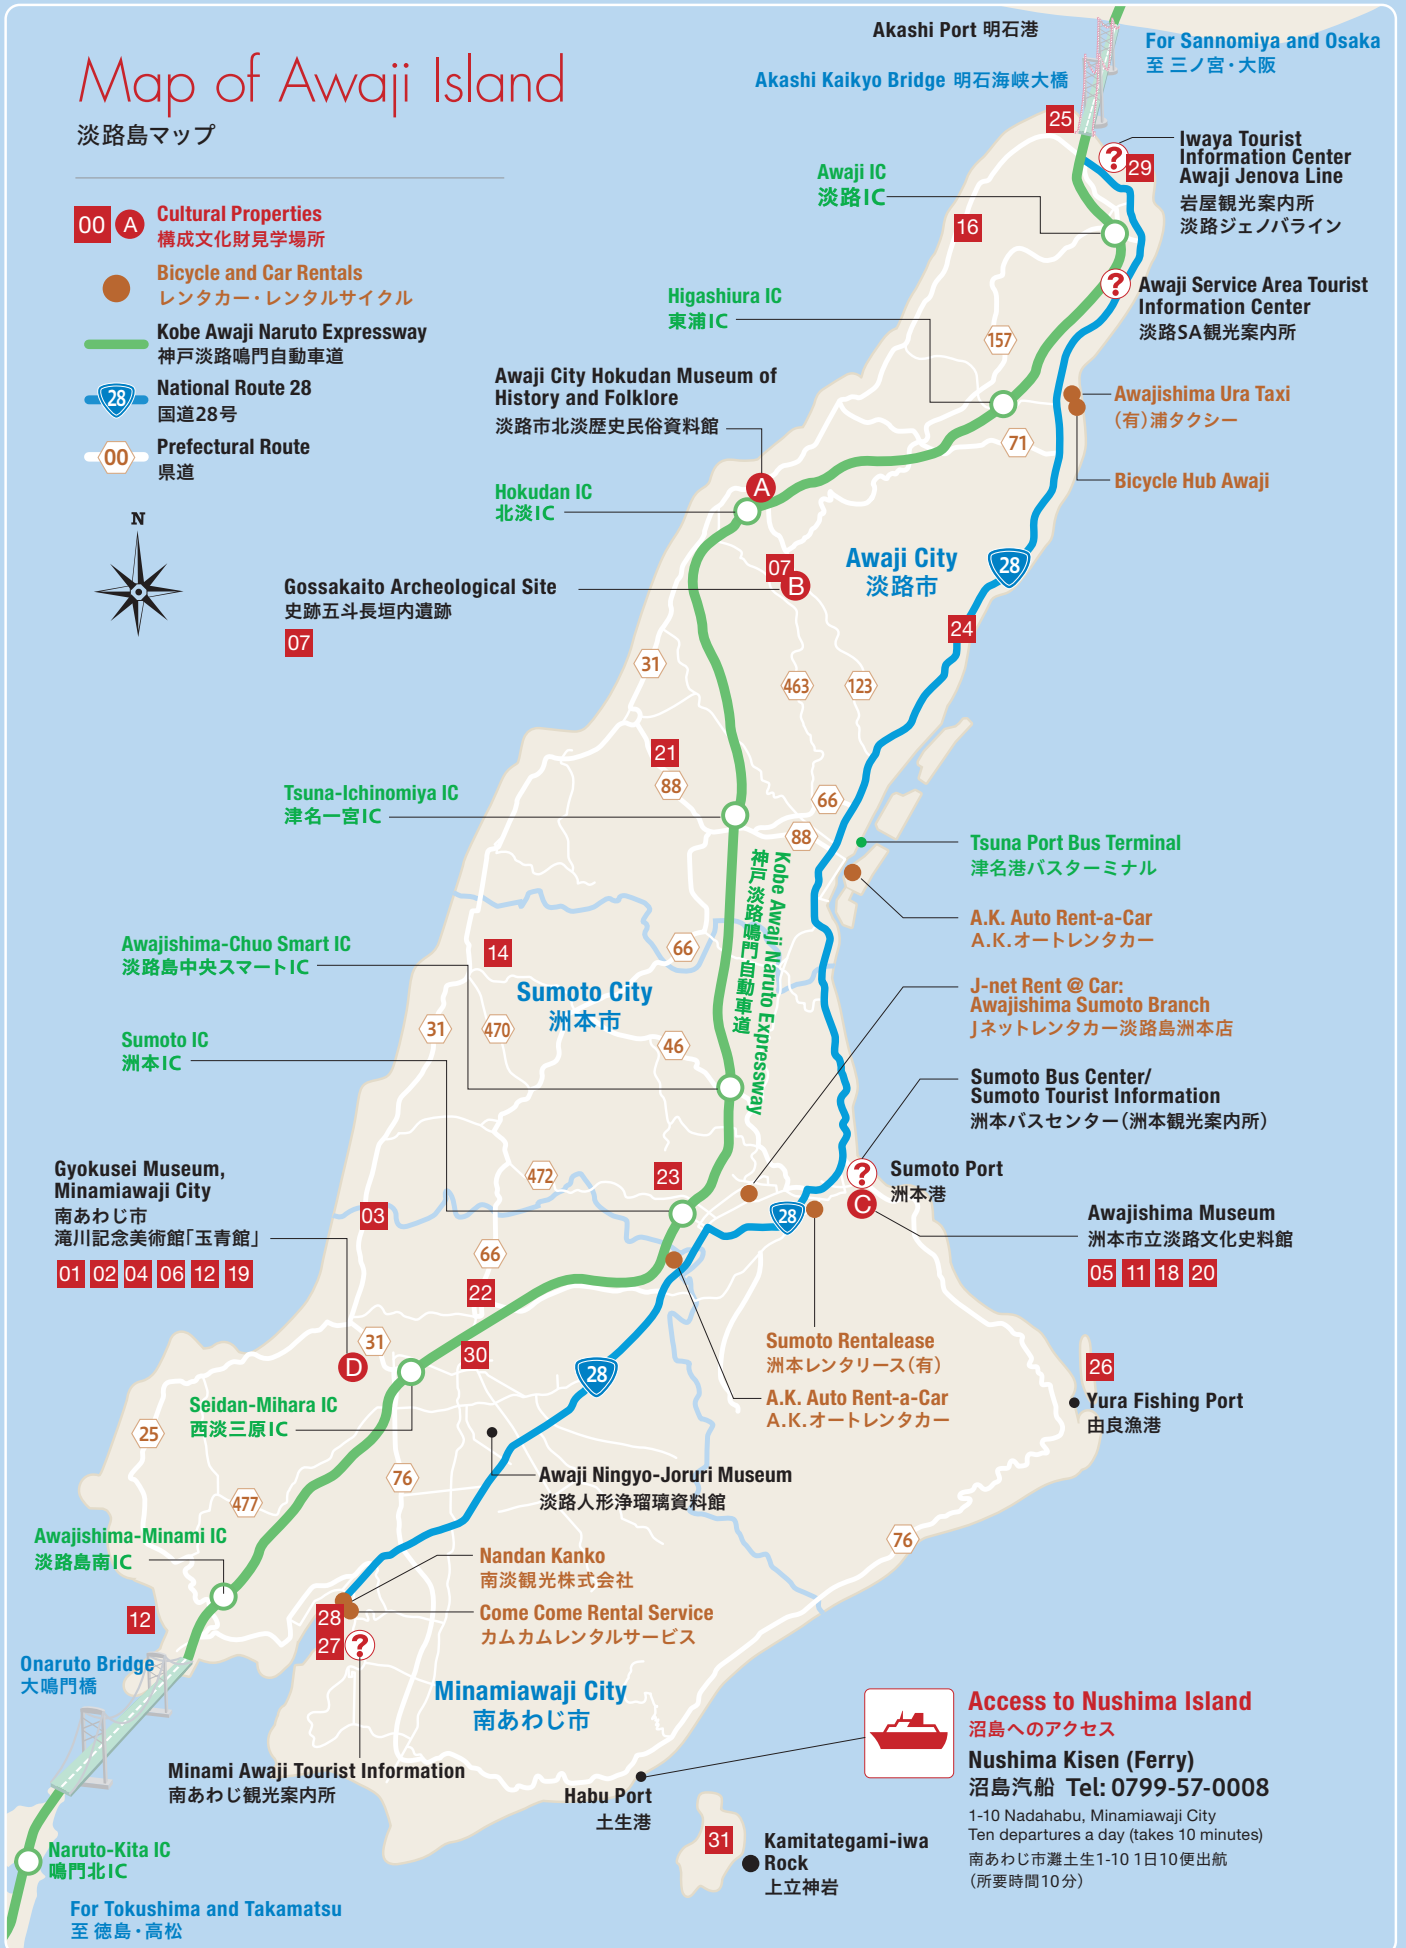 Map of Awaji Island
淡路島マップ
00 A Cultural Properties
構成文化財見学場所
Bicycle and Car Rentals
レンタカー・レンタルサイクル
Kobe Awaji Naruto Expressway
神戸淡路鳴門自動車道
28 National Route 28
国道28号
00 Prefectural Route
県道
N
Akashi Port 明石港
For Sannomiya and Osaka
至 三ノ宮・大阪
Akashi Kaikyo Bridge 明石海峡大橋
25
?
29
Iwaya Tourist
Information Center
Awaji Jenova Line
岩屋観光案内所
淡路ジェノバライン
Awaji IC
淡路IC
16
?
Awaji Service Area Tourist
Information Center
淡路SA観光案内所
Higashiura IC
東浦IC
157
Awaji City Hokudan Museum of
History and Folklore
淡路市北淡歴史民俗資料館
Awajishima Ura Taxi
(有)浦タクシー
71
Bicycle Hub Awaji
A
Hokudan IC
北淡IC
Awaji City
淡路市
28
07
B
Gossakaito Archeological Site
史跡五斗長垣内遺跡
07
24
31
463
123
21
88
Tsuna-Ichinomiya IC
津名一宮IC
66
88
Tsuna Port Bus Terminal
津名港バスターミナル
Kobe Awaji Naruto Expressway
神戸淡路鳴門自動車道
A.K. Auto Rent-a-Car
A.K.オートレンタカー
Awajishima-Chuo Smart IC
淡路島中央スマートIC
14
66
Sumoto City
洲本市
J-net Rent @ Car:
Awajishima Sumoto Branch
Jネットレンタカー淡路島洲本店
31
470
46
Sumoto IC
洲本IC
Sumoto Bus Center/
Sumoto Tourist Information
洲本バスセンター(洲本観光案内所)
Gyokusei Museum,
Minamiawaji City
南あわじ市
滝川記念美術館「玉青館」
01 02 04 06 12 19
472
23
?
Sumoto Port
洲本港
C
03
28
Awajishima Museum
洲本市立淡路文化史料館
05 11 18 20
66
22
31
D
30
28
Sumoto Rentalease
洲本レンタリース(有)
A.K. Auto Rent-a-Car
A.K.オートレンタカー
26
Yura Fishing Port
由良漁港
Seidan-Mihara IC
西淡三原IC
25
76
477
Awaji Ningyo-Joruri Museum
淡路人形浄瑠璃資料館
76
Awajishima-Minami IC
淡路島南IC
Nandan Kanko
南淡観光株式会社
Come Come Rental Service
カムカムレンタルサービス
12
28
27
?
Onaruto Bridge
大鳴門橋
Minamiawaji City
南あわじ市
Minami Awaji Tourist Information
南あわじ観光案内所
Habu Port
土生港
Access to Nushima Island
沼島へのアクセス
Nushima Kisen (Ferry)
沼島汽船 Tel: 0799-57-0008
1-10 Nadahabu, Minamiawaji City
Ten departures a day (takes 10 minutes)
南あわじ市灘土生1-10 1日10便出航
(所要時間10分)
31
Kamitategami-iwa
Rock
上立神岩
Naruto-Kita IC
鳴門北IC
For Tokushima and Takamatsu
至 徳島・高松